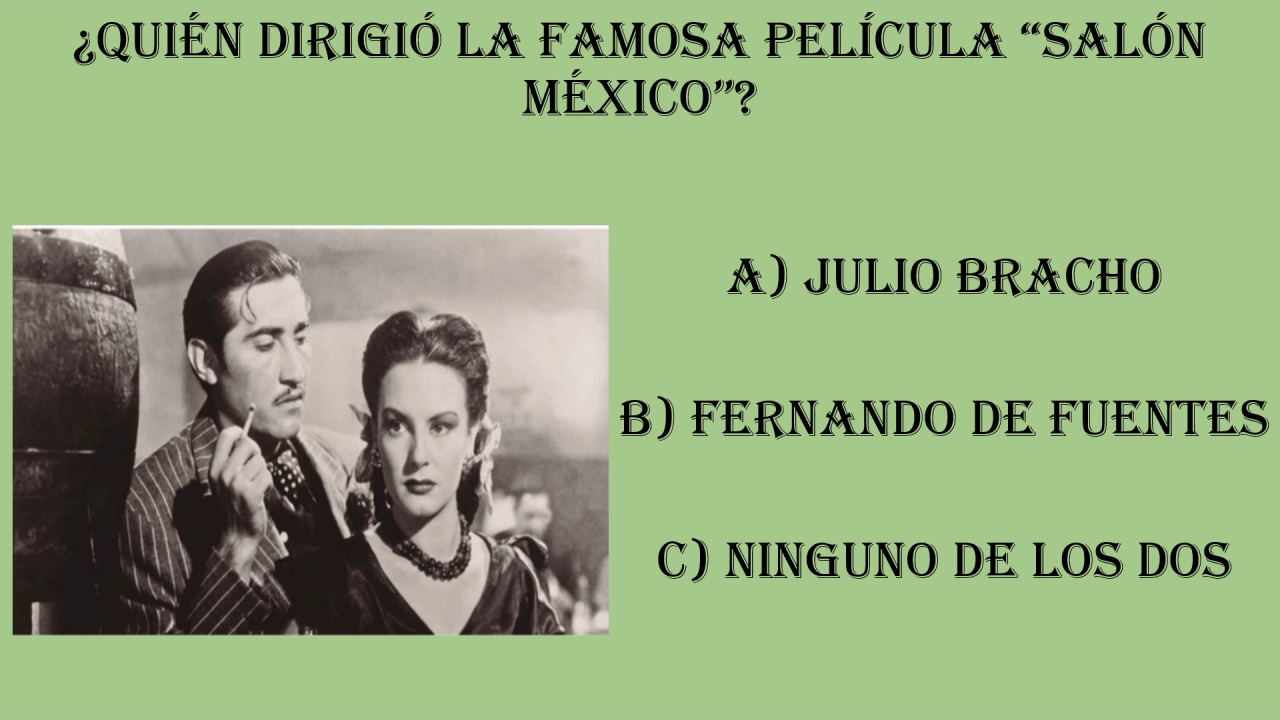 ¿QUIÉN DIRIGIÓ LA FAMOSA PELÍCULA “SALÓN
MÉXICO”?
A) JULIO BRACHO
B) FERNANDO DE FUENTES
C) NINGUNO DE LOS DOS